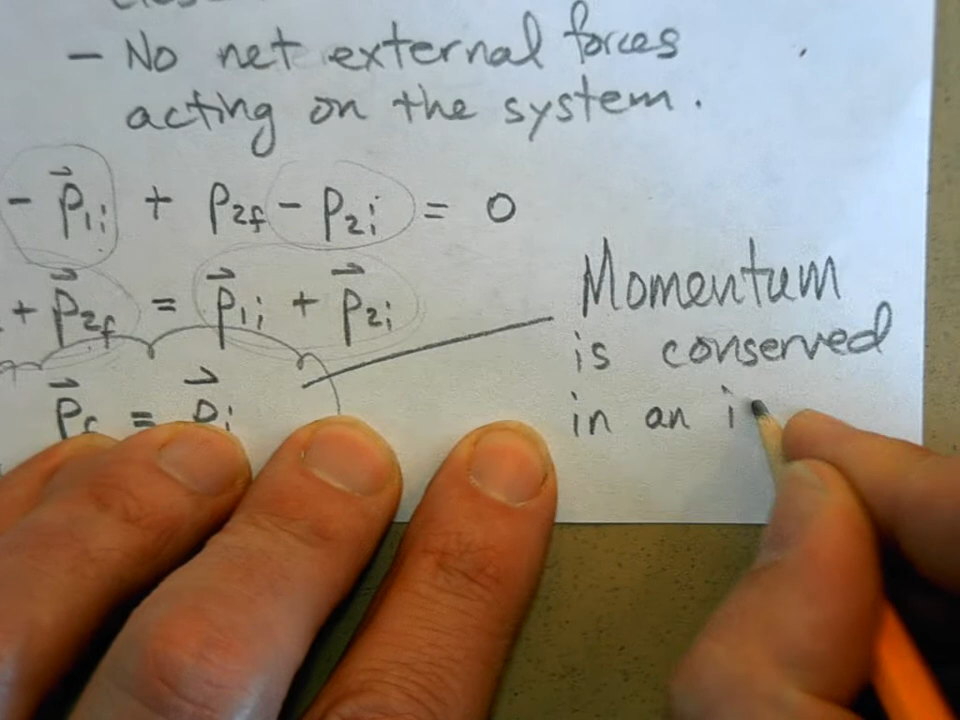 - No net external forces
acting on the system.
- p⃗1i + p2f - p2i = 0
+ p⃗2f = p⃗1i + p⃗2i
p⃗f = p⃗i
Momentum
is conserved
in an i